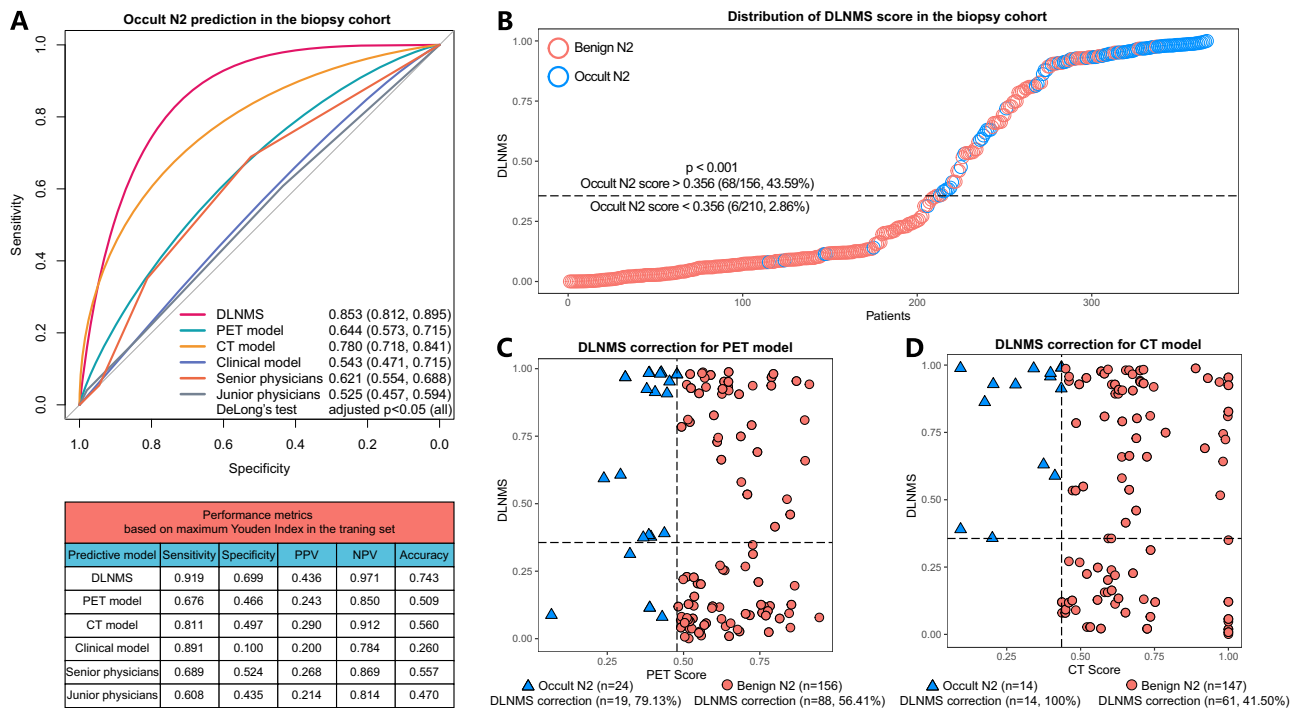 A
Occult N2 prediction in the biopsy cohort
1.0
0.8
0.6
0.4
0.2
0.0
Sensitivity
DLNMS 0.853 (0.812, 0.895)
PET model 0.644 (0.573, 0.715)
CT model 0.780 (0.718, 0.841)
Clinical model 0.543 (0.471, 0.715)
Senior physicians 0.621 (0.554, 0.688)
Junior physicians 0.525 (0.457, 0.594)
DeLong's test adjusted p<0.05 (all)
1.0 0.8 0.6 0.4 0.2 0.0
Specificity
Performance metrics
based on maximum Youden Index in the traning set
Predictive model Sensitivity Specificity PPV NPV Accuracy
DLNMS 0.919 0.699 0.436 0.971 0.743
PET model 0.676 0.466 0.243 0.850 0.509
CT model 0.811 0.497 0.290 0.912 0.560
Clinical model 0.891 0.100 0.200 0.784 0.260
Senior physicians 0.689 0.524 0.268 0.869 0.557
Junior physicians 0.608 0.435 0.214 0.814 0.470
B
Distribution of DLNMS score in the biopsy cohort
1.00
0.75
0.50
0.25
0.00
DLNMS
Benign N2
Occult N2
p < 0.001
Occult N2 score > 0.356 (68/156, 43.59%)
Occult N2 score < 0.356 (6/210, 2.86%)
0 100 200 300
Patients
C
DLNMS correction for PET model
1.00
0.75
0.50
0.25
0.00
DLNMS
0.25 0.50 0.75
PET Score
Occult N2 (n=24) Benign N2 (n=156)
DLNMS correction (n=19, 79.13%) DLNMS correction (n=88, 56.41%)
D
DLNMS correction for CT model
1.00
0.75
0.50
0.25
0.00
DLNMS
0.25 0.50 0.75 1.00
CT Score
Occult N2 (n=14) Benign N2 (n=147)
DLNMS correction (n=14, 100%) DLNMS correction (n=61, 41.50%)